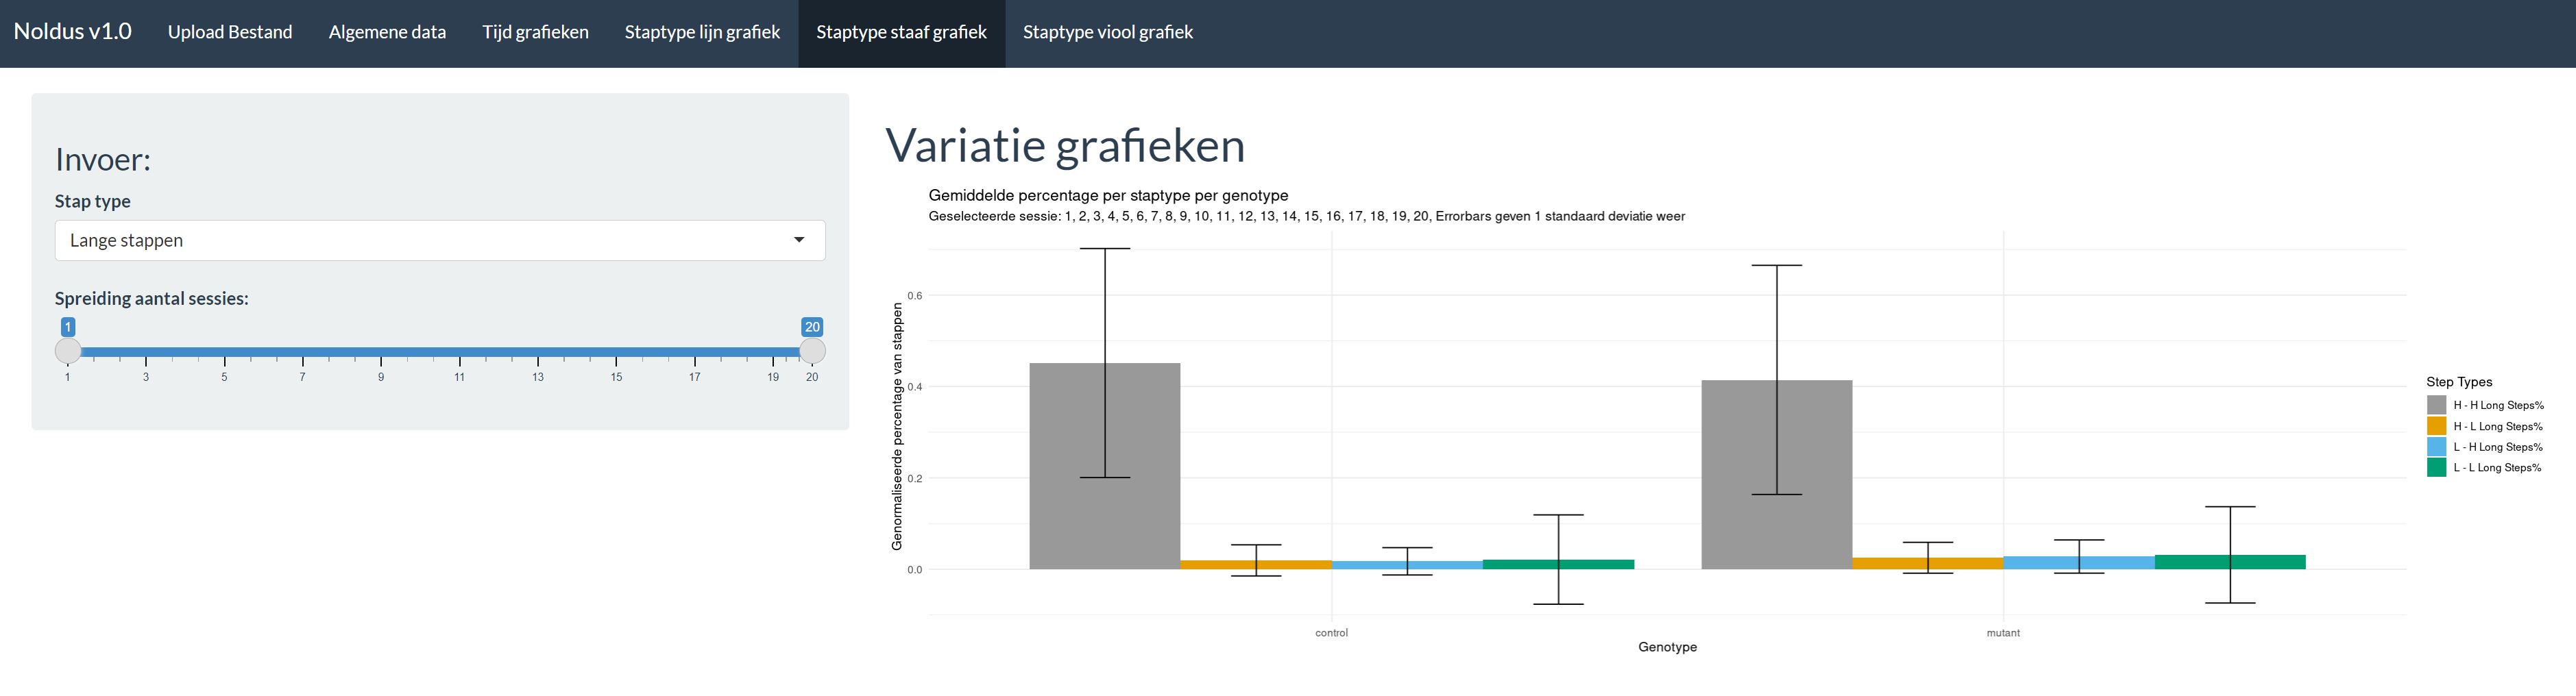 Noldus v1.0 Upload Bestand Algemene data Tijd grafieken Staptype lijn grafiek Staptype staaf grafiek Staptype viool grafiek
Invoer:
Stap type
Lange stappen
Spreiding aantal sessies:
1 20
1 3 5 7 9 11 13 15 17 19 20
Variatie grafieken
Gemiddelde percentage per staptype per genotype
Geselecteerde sessie: 1, 2, 3, 4, 5, 6, 7, 8, 9, 10, 11, 12, 13, 14, 15, 16, 17, 18, 19, 20, Errorbars geven 1 standaard deviatie weer
Genormaliseerde percentage van stappen
0.6
0.4
0.2
0.0
control mutant
Genotype
Step Types
H - H Long Steps%
H - L Long Steps%
L - H Long Steps%
L - L Long Steps%